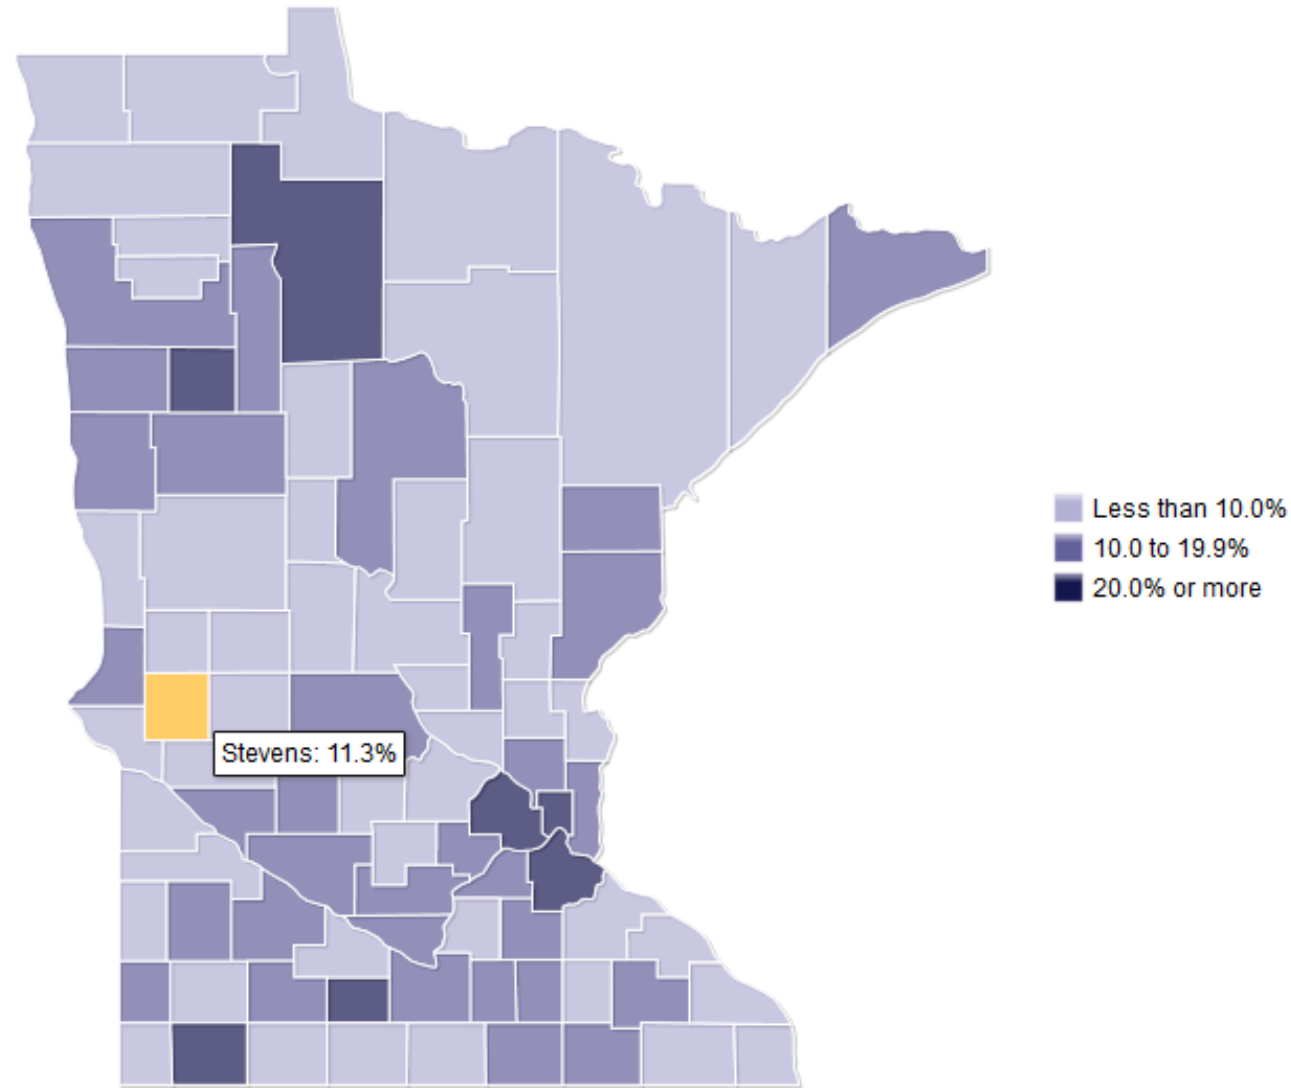 Less than 10.0%
10.0 to 19.9%
20.0% or more
Stevens: 11.3%